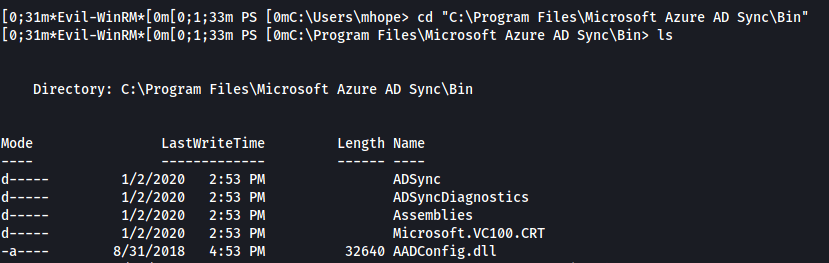 [0;31m*Evil-WinRM*[0m[0;1;33m PS [0mC:\Users\mhope> cd "C:\Program Files\Microsoft Azure AD Sync\Bin"
[0;31m*Evil-WinRM*[0m[0;1;33m PS [0mC:\Program Files\Microsoft Azure AD Sync\Bin> ls
Directory: C:\Program Files\Microsoft Azure AD Sync\Bin
Mode LastWriteTime Length Name
---- ------------- ------ ----
d----- 1/2/2020 2:53 PM ADSync
d----- 1/2/2020 2:53 PM ADSyncDiagnostics
d----- 1/2/2020 2:53 PM Assemblies
d----- 1/2/2020 2:53 PM Microsoft.VC100.CRT
-a---- 8/31/2018 4:53 PM 32640 AADConfig.dll